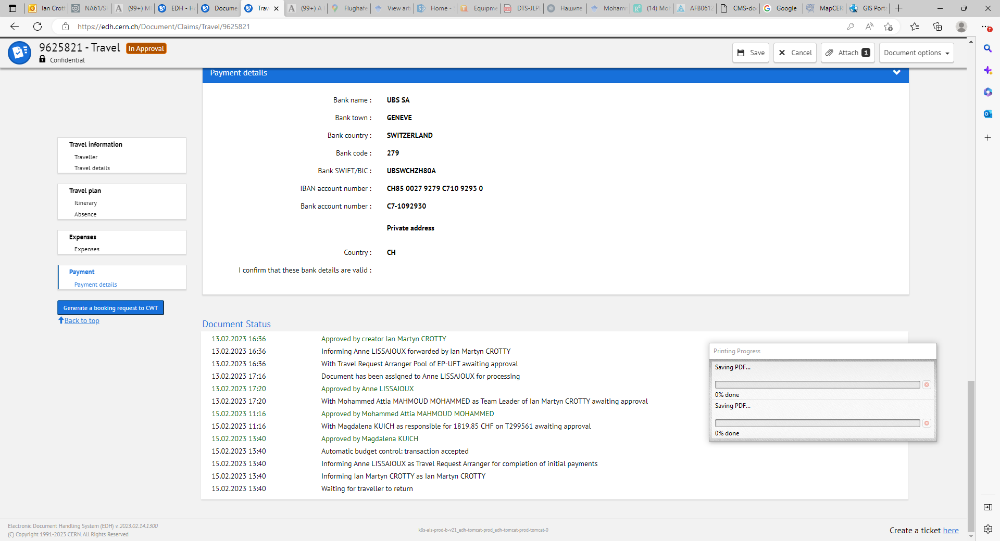 Ian Crott
NA61/SH
(99+) M
EDH - Ho
Docume
Trav
(99+) A
Flughafe
View art
Home -
Equipme
DTS-JLPE
Нашите
Mohamm
(14) Moh
AFB0612
CMS-doc
Google
MapCER
GIS Porta
https://edh.cern.ch/Document/Claims/Travel/9625821
9625821 - Travel In Approval
Confidential
Save
Cancel
Attach 1
Document options
Payment details
Bank name : UBS SA
Bank town : GENEVE
Bank country : SWITZERLAND
Bank code : 279
Bank SWIFT/BIC : UBSWCHZH80A
IBAN account number : CH85 0027 9279 C710 9293 0
Bank account number : C7-1092930
Private address
Country : CH
I confirm that these bank details are valid :
Travel information
Traveller
Travel details
Travel plan
Itinerary
Absence
Expenses
Expenses
Payment
Payment details
Generate a booking request to CWT
Back to top
Document Status
13.02.2023 16:36 Approved by creator Ian Martyn CROTTY
13.02.2023 16:36 Informing Anne LISSAJOUX forwarded by Ian Martyn CROTTY
13.02.2023 16:36 With Travel Request Arranger Pool of EP-UFT awaiting approval
13.02.2023 17:16 Document has been assigned to Anne LISSAJOUX for processing
13.02.2023 17:20 Approved by Anne LISSAJOUX
13.02.2023 17:20 With Mohammed Attia MAHMOUD MOHAMMED as Team Leader of Ian Martyn CROTTY awaiting approval
15.02.2023 11:16 Approved by Mohammed Attia MAHMOUD MOHAMMED
15.02.2023 11:16 With Magdalena KUICH as responsible for 1819.85 CHF on T299561 awaiting approval
15.02.2023 13:40 Approved by Magdalena KUICH
15.02.2023 13:40 Automatic budget control: transaction accepted
15.02.2023 13:40 Informing Anne LISSAJOUX as Travel Request Arranger for completion of initial payments
15.02.2023 13:40 Informing Ian Martyn CROTTY as Ian Martyn CROTTY
15.02.2023 13:40 Waiting for traveller to return
Printing Progress
Saving PDF...
0% done
Saving PDF...
0% done
Electronic Document Handling System (EDH) v. 2023.02.14.1300
(C) Copyright 1991-2023 CERN. All Rights Reserved
k8s-ais-prod-b-v21_edh-tomcat-prod_edh-tomcat-prod-tomcat-0
Create a ticket here